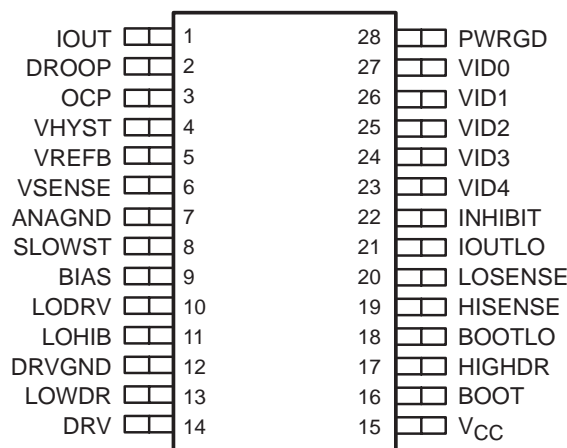 IOUT 1 28 PWRGD
DROOP 2 27 VID0
OCP 3 26 VID1
VHYST 4 25 VID2
VREFB 5 24 VID3
VSENSE 6 23 VID4
ANAGND 7 22 INHIBIT
SLOWST 8 21 IOUTLO
BIAS 9 20 LOSENSE
LODRV 10 19 HISENSE
LOHIB 11 18 BOOTLO
DRVGND 12 17 HIGHDR
LOWDR 13 16 BOOT
DRV 14 15 VCC